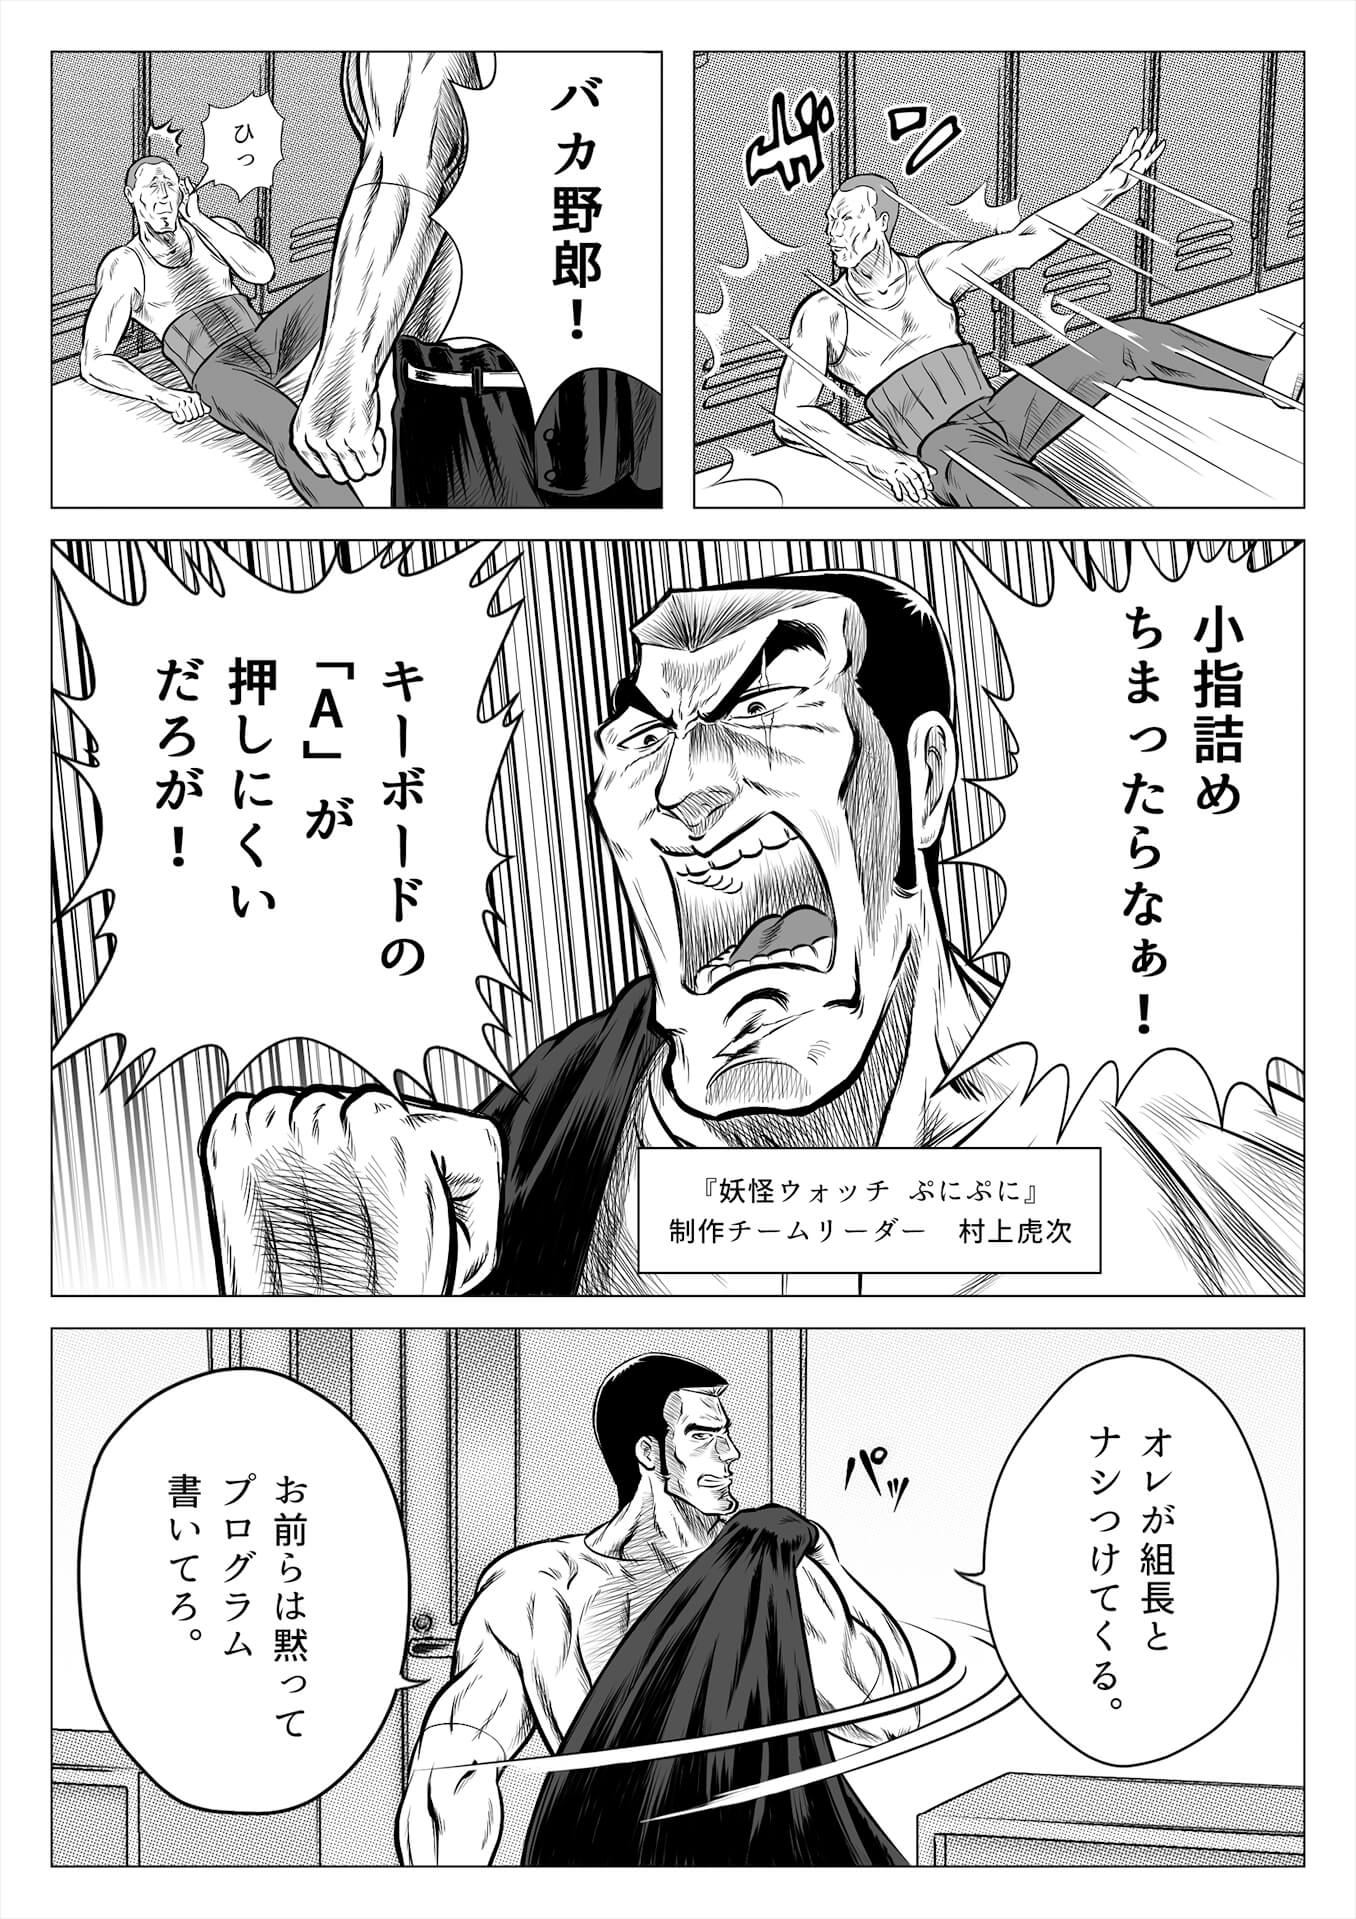 ボン
バカ野郎！
ひっ
小指詰め
ちまったらなぁ！
キーボードの
「A」が
押しにくい
だろが！
『妖怪ウォッチ ぷにぷに』
制作チームリーダー　村上虎次
オレが組長と
ナシつけてくる。
パッ
お前らは黙って
プログラム
書いてろ。